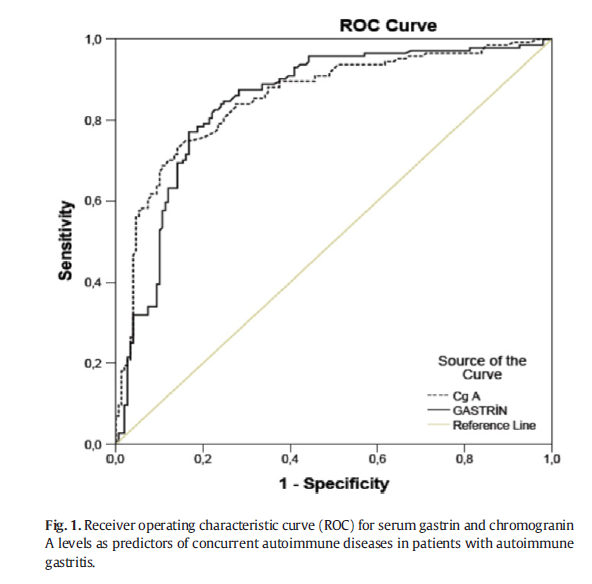 ROC Curve
1,0
0,8
0,6
0,4
0,2
0,0
Sensitivity
0,0 0,2 0,4 0,6 0,8 1,0
1 - Specificity
Source of the
Curve
Cg A
GASTRİN
Reference Line
Fig. 1. Receiver operating characteristic curve (ROC) for serum gastrin and chromogranin
A levels as predictors of concurrent autoimmune diseases in patients with autoimmune
gastritis.